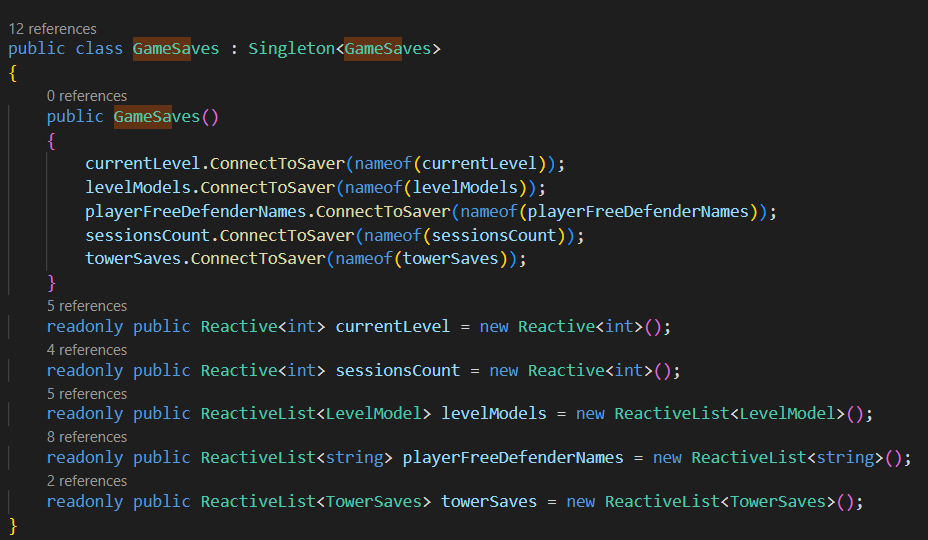 12 references
public class GameSaves : Singleton<GameSaves>
{
0 references
public GameSaves()
{
currentLevel.ConnectToSaver(nameof(currentLevel));
levelModels.ConnectToSaver(nameof(levelModels));
playerFreeDefenderNames.ConnectToSaver(nameof(playerFreeDefenderNames));
sessionsCount.ConnectToSaver(nameof(sessionsCount));
towerSaves.ConnectToSaver(nameof(towerSaves));
}
5 references
readonly public Reactive<int> currentLevel = new Reactive<int>();
4 references
readonly public Reactive<int> sessionsCount = new Reactive<int>();
5 references
readonly public ReactiveList<LevelModel> levelModels = new ReactiveList<LevelModel>();
8 references
readonly public ReactiveList<string> playerFreeDefenderNames = new ReactiveList<string>();
2 references
readonly public ReactiveList<TowerSaves> towerSaves = new ReactiveList<TowerSaves>();
}